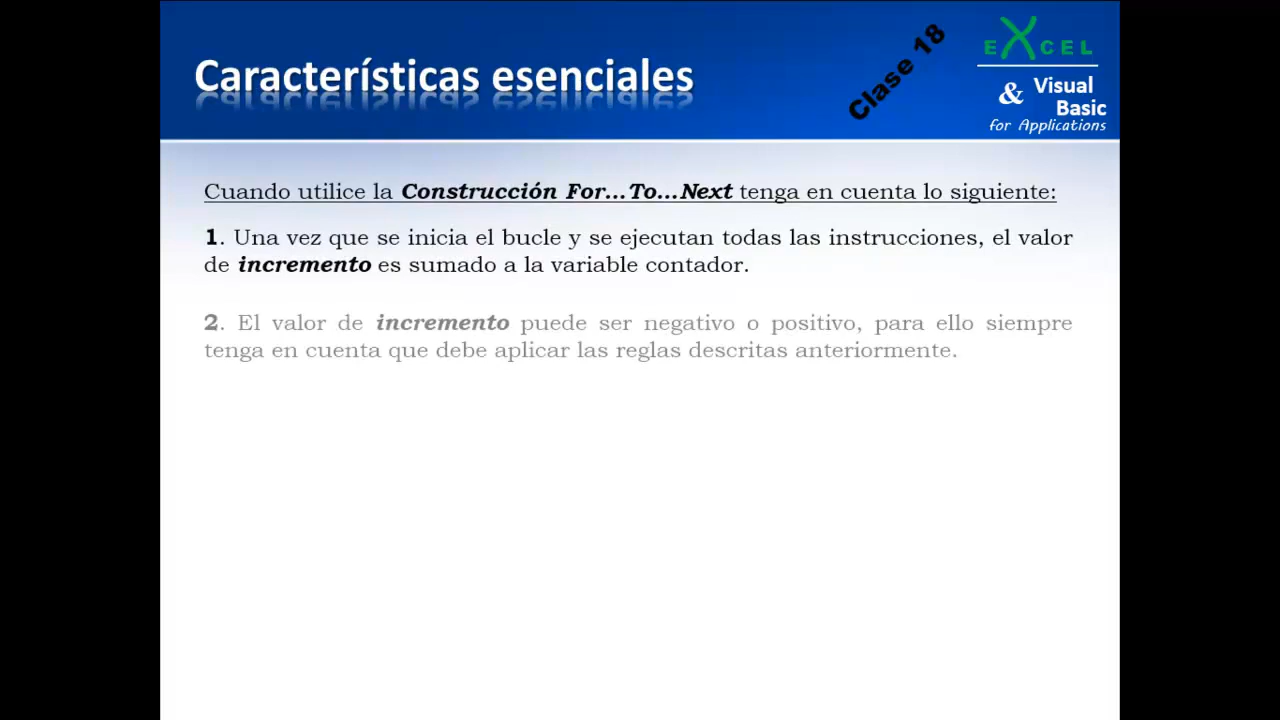 Características esenciales
Clase 18
EXCEL
& Visual
Basic
for Applications
Cuando utilice la Construcción For...To...Next tenga en cuenta lo siguiente:
1. Una vez que se inicia el bucle y se ejecutan todas las instrucciones, el valor
de incremento es sumado a la variable contador.
2. El valor de incremento puede ser negativo o positivo, para ello siempre
tenga en cuenta que debe aplicar las reglas descritas anteriormente.